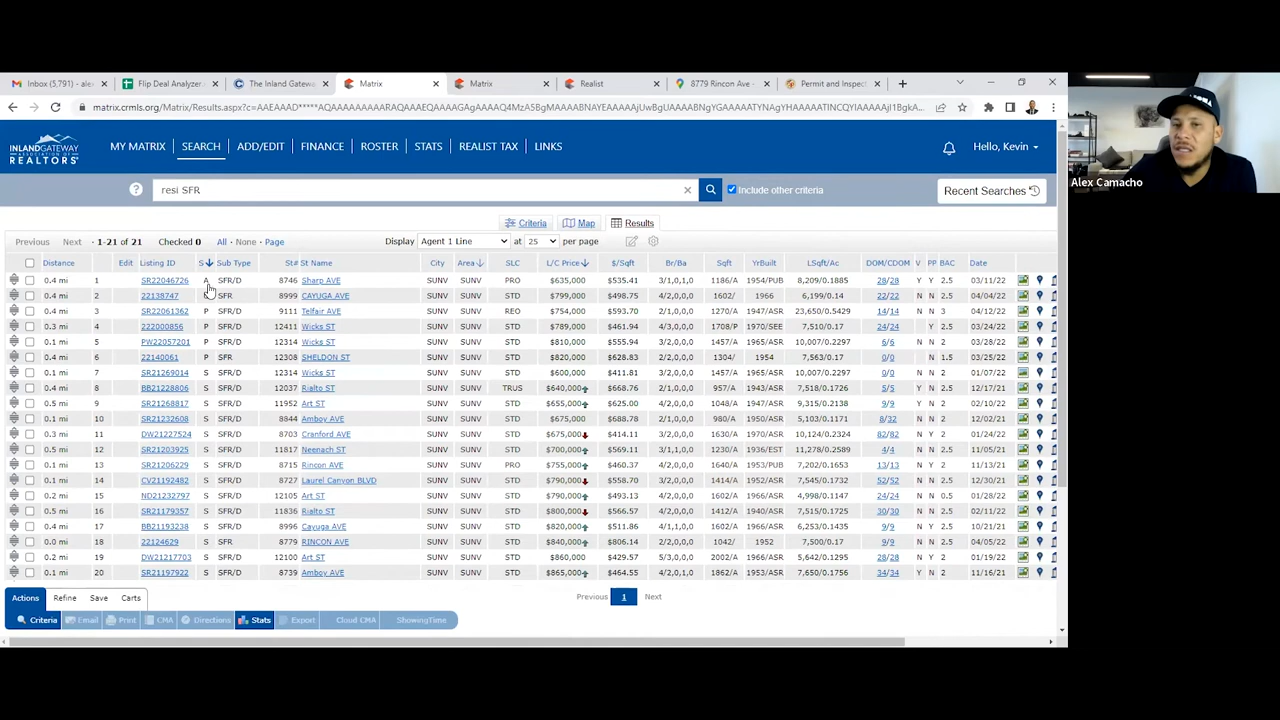 Inbox (5,791) - ale
Flip Deal Analyzer
The Inland Gatew
Matrix
Matrix
Realist
8779 Rincon Ave
Permit and Inspect
matrix.crmls.org/Matrix/Results.aspx?c=
INLANDGATEWAY
REALTORS®
MY MATRIX SEARCH ADD/EDIT FINANCE ROSTER STATS REALIST TAX LINKS Hello, Kevin
resi SFR Include other criteria Recent Searches
Criteria Map Results
Previous Next · 1-21 of 21 Checked 0 All · None · Page Display Agent 1 Line at 25 per page
Distance Edit Listing ID S Sub Type St# St Name City Area SLC L/C Price $/Sqft Br/Ba Sqft YrBuilt LSqft/Ac DOM/CDOM V PP BAC Date
0.4 mi 1 SR22046726 A SFR/D 8746 Sharp AVE SUNV SUNV PRO $635,000 $535.41 3/1,0,1,0 1186/A 1954/PUB 8,209/0.1885 28/28 Y Y 2.5 03/11/22
0.4 mi 2 22138747 SFR 8999 CAYUGA AVE SUNV SUNV STD $799,000 $498.75 4/2,0,0,0 1602/ 1966 6,199/0.14 22/22 N N 2 04/04/22
0.4 mi 3 SR22061362 P SFR/D 9111 Telfair AVE SUNV SUNV REO $754,000 $593.70 2/1,0,0,0 1270/A 1947/ASR 23,650/0.5429 14/14 N N 3 04/12/22
0.3 mi 4 222000856 P SFR/D 12411 Wicks ST SUNV SUNV STD $789,000 $461.94 4/3,0,0,0 1708/P 1970/SEE 7,510/0.17 24/24 Y 2.5 03/24/22
0.1 mi 5 PW22057201 P SFR/D 12314 Wicks ST SUNV SUNV STD $810,000 $555.94 3/2,0,0,0 1457/A 1965/ASR 10,007/0.2297 6/6 N N 2 03/28/22
0.4 mi 6 22140061 P SFR 12308 SHELDON ST SUNV SUNV STD $820,000 $628.83 3/2,0,0,0 1304/ 1954 7,563/0.17 0/0 N 1.5 03/25/22
0.1 mi 7 SR21269014 S SFR/D 12314 Wicks ST SUNV SUNV STD $600,000 $411.81 3/2,0,0,0 1457/A 1965/ASR 10,007/0.2297 0/0 N N 2 01/03/22
0.4 mi 8 BB21228806 S SFR/D 12037 Rialto ST SUNV SUNV TRUS $640,000 $668.76 2/1,0,0,0 957/A 1943/ASR 7,518/0.1726 5/5 Y N 2.5 12/17/21
0.5 mi 9 SR21268817 S SFR/D 11952 Art ST SUNV SUNV STD $655,000 $625.00 2/1,0,0,0 1048/A 1947/ASR 9,315/0.2138 9/9 N N 2 02/10/22
0.1 mi 10 SR21232608 S SFR/D 8844 Amboy AVE SUNV SUNV STD $675,000 $688.78 4/1,0,0,0 980/A 1950/ASR 5,103/0.1171 8/32 N N 2 12/02/21
0.3 mi 11 DW21227524 S SFR/D 8703 Cranford AVE SUNV SUNV STD $675,000 $414.11 3/2,0,0,0 1630/A 1970/ASR 10,124/0.2324 82/82 N Y 2 01/24/22
0.5 mi 12 SR21203925 S SFR/D 11817 Neenach ST SUNV SUNV STD $700,000 $569.11 3/1,0,0,0 1230/A 1936/EST 11,278/0.2589 4/4 N N 2.5 11/05/21
0.1 mi 13 SR21206229 S SFR/D 8715 Rincon AVE SUNV SUNV PRO $755,000 $460.37 4/2,0,0,0 1640/A 1953/PUB 7,202/0.1653 13/13 N Y 2 11/13/21
0.1 mi 14 CV21192482 S SFR/D 8727 Laurel Canyon BLVD SUNV SUNV STD $790,000 $558.70 3/2,0,0,0 1414/A 1952/ASR 7,545/0.1732 52/52 N N 2.5 12/30/21
0.2 mi 15 ND21232797 S SFR/D 12105 Art ST SUNV SUNV STD $790,000 $493.13 4/2,0,0,0 1602/A 1966/ASR 4,998/0.1147 24/24 N N 0.5 01/28/22
0.5 mi 16 SR21179357 S SFR/D 11836 Rialto ST SUNV SUNV STD $800,000 $566.57 2/2,0,0,0 1412/A 1940/ASR 7,515/0.1725 30/30 N N 2.5 02/11/22
0.4 mi 17 BB21193238 S SFR/D 8996 Cayuga AVE SUNV SUNV STD $820,000 $511.86 4/1,1,0,0 1602/A 1966/ASR 6,253/0.1435 9/9 N Y 2.5 10/21/21
0.0 mi 18 22124629 S SFR 8779 RINCON AVE SUNV SUNV STD $840,000 $806.14 3/2,0,0,0 1042/ 1952 7,500/0.17 9/9 N N 2.5 04/05/22
0.2 mi 19 DW21217703 S SFR/D 12100 Art ST SUNV SUNV STD $860,000 $429.57 5/3,0,0,0 2002/A 1966/ASR 5,642/0.1295 28/28 N N 2.5 01/19/22
0.1 mi 20 SR21197922 S SFR/D 8739 Amboy AVE SUNV SUNV STD $865,000 $464.55 4/2,0,1,0 1862/A 1953/ASR 7,650/0.1756 34/34 Y N 2 11/16/21
Actions Refine Save Carts Previous 1 Next
Criteria Email Print CMA Directions Stats Export Cloud CMA ShowingTime
Alex Camacho